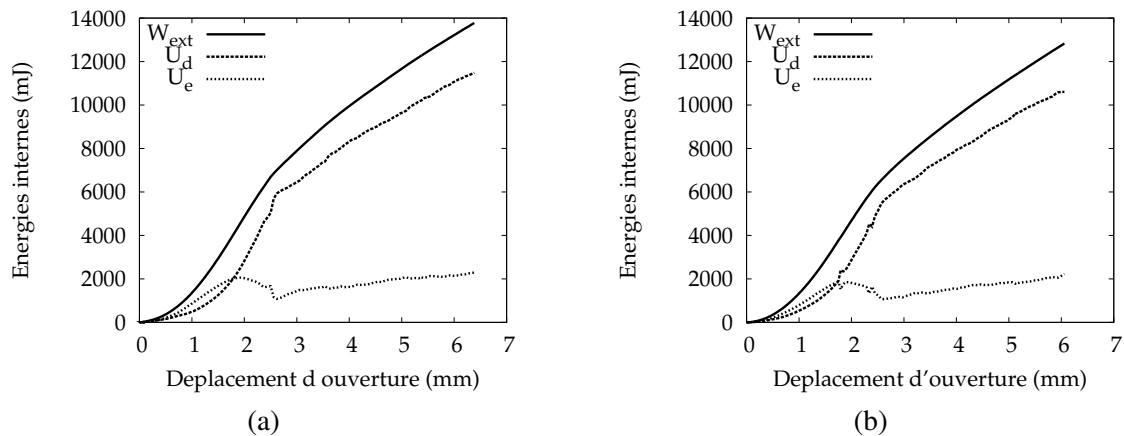 14000
12000
10000
8000
6000
4000
2000
0
W_ext
U_d
U_e
Energies internes (mJ)
0 1 2 3 4 5 6 7
Deplacement d ouverture (mm)
(a)
14000
12000
10000
8000
6000
4000
2000
0
W_ext
U_d
U_e
Energies internes (mJ)
0 1 2 3 4 5 6 7
Deplacement d'ouverture (mm)
(b)